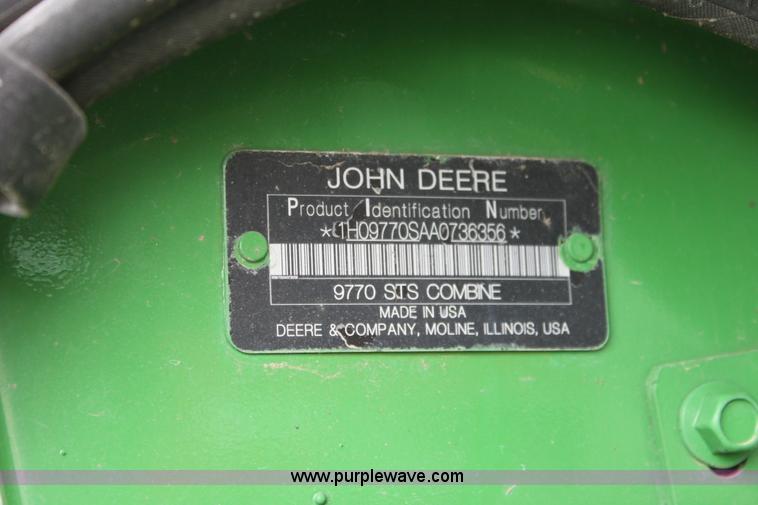 JOHN DEERE
Product Identification Number
*1H09770SAA0736356*
9770 STS COMBINE
MADE IN USA
DEERE & COMPANY, MOLINE, ILLINOIS, USA
www.purplewave.com